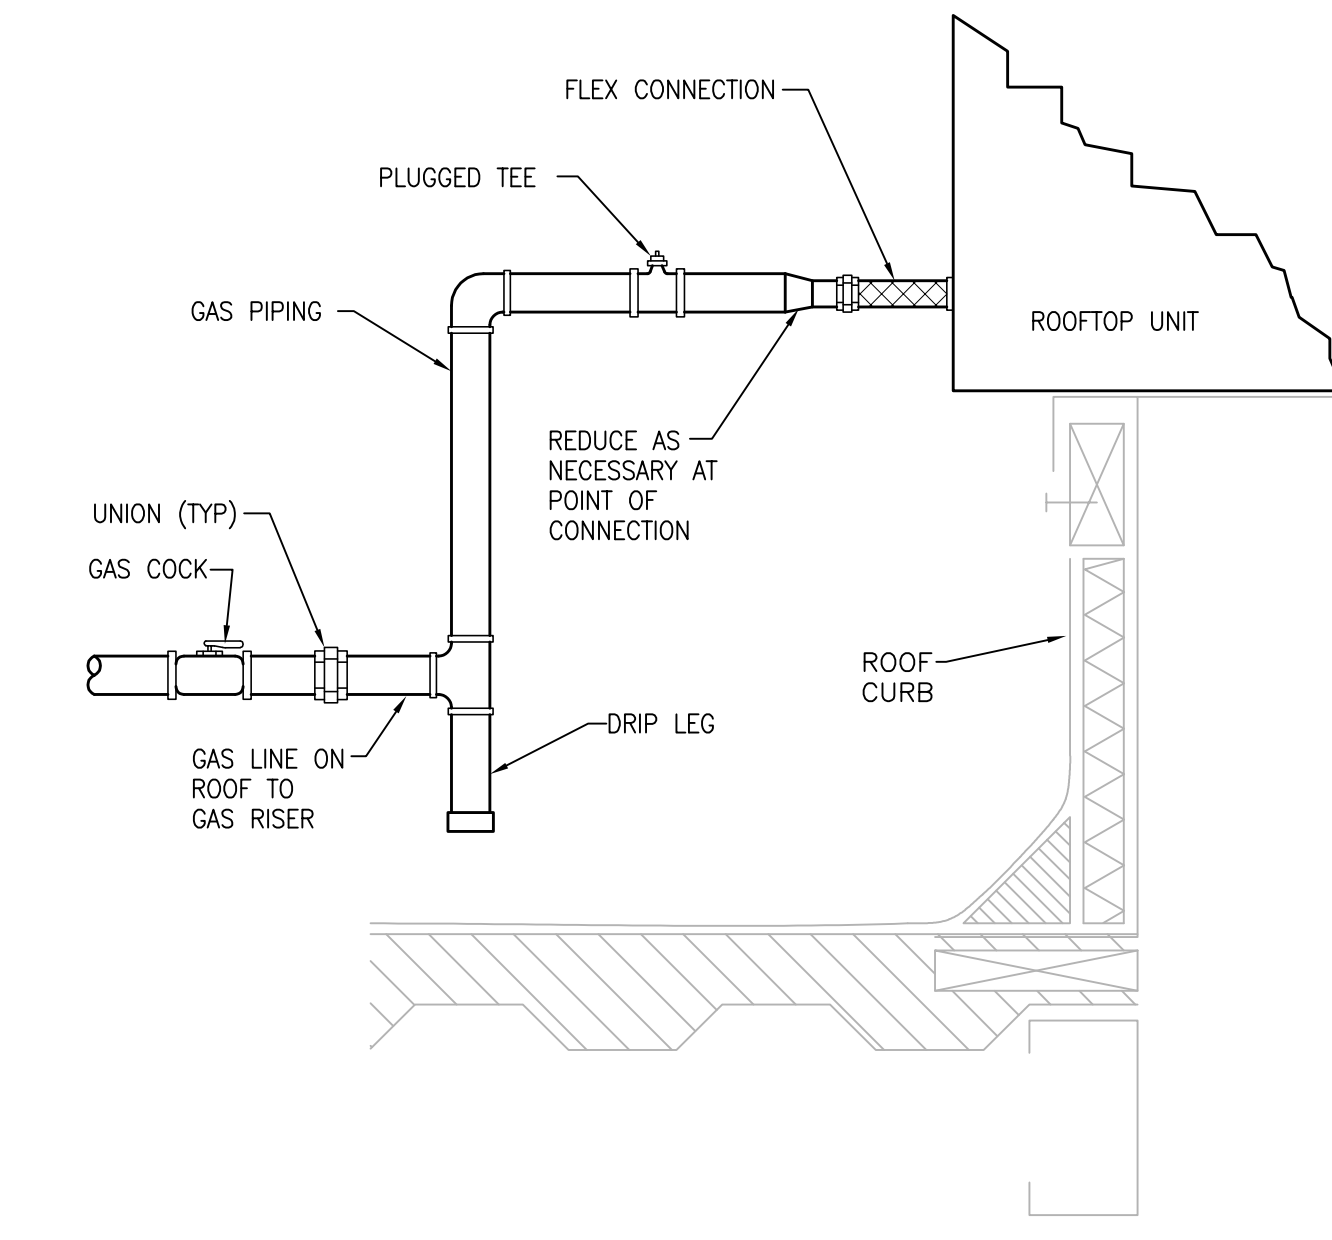 FLEX CONNECTION
PLUGGED TEE
GAS PIPING
ROOFTOP UNIT
REDUCE AS
NECESSARY AT
POINT OF
CONNECTION
UNION (TYP)
GAS COCK
ROOF
CURB
DRIP LEG
GAS LINE ON
ROOF TO
GAS RISER